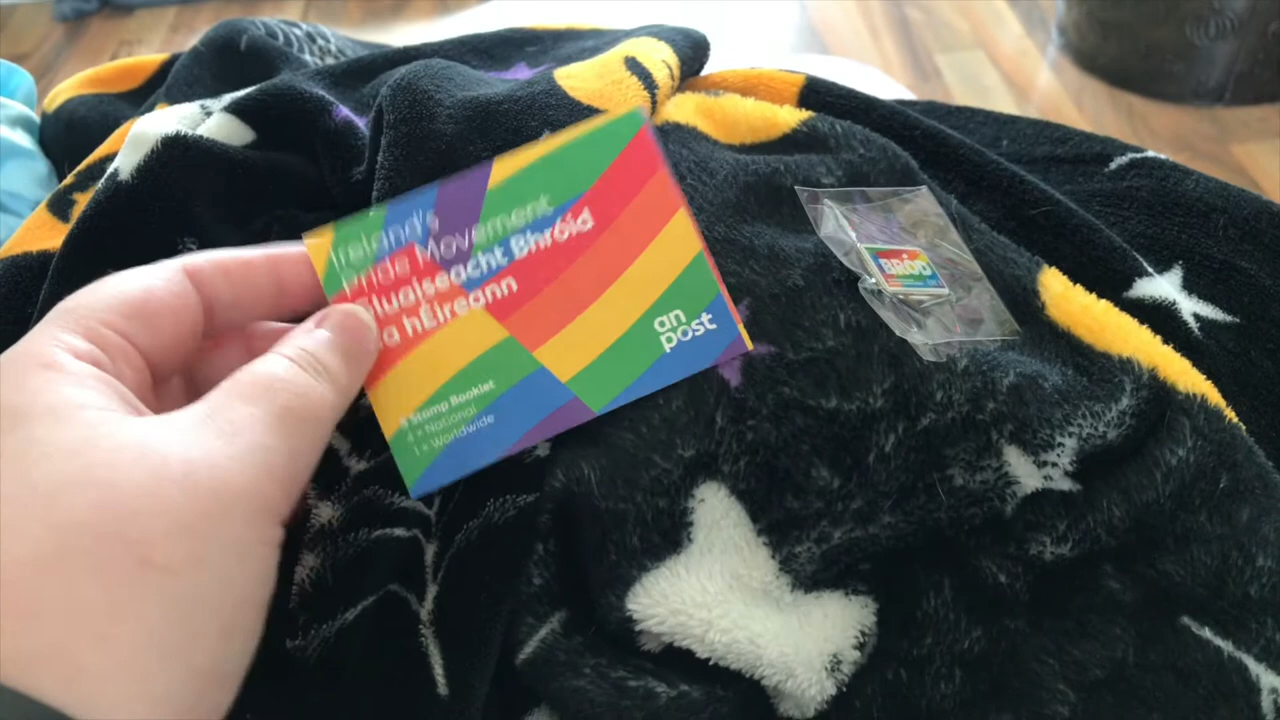 Ireland's
Pride Movement
Gluaiseacht Bhróid
na hÉireann
an
post
Stamp Booklet
4 × National
1 × Worldwide
BRÓD